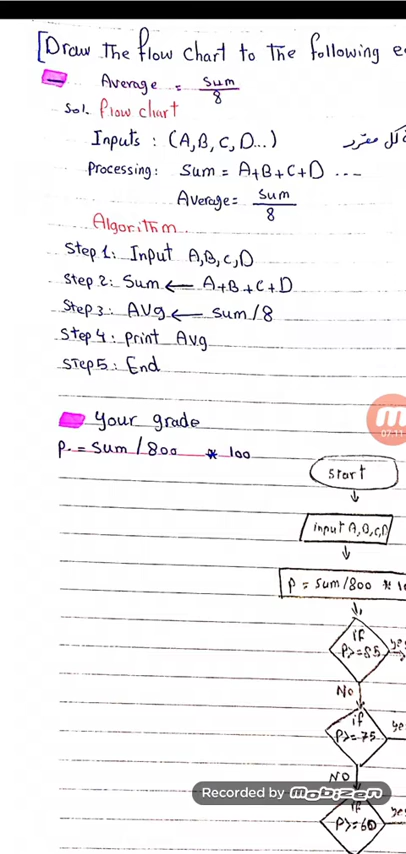 [Draw the flow chart to the following
Average = Sum / 8
Sol. flow chart
Inputs : (A,B,C,D...)
لكل مقرر
Processing: Sum = A+B+C+D ---
Average = Sum / 8
Algorithm
Step 1: Input A,B,C,D
Step 2: Sum ← A+B+C+D
Step 3: Avg ← sum/8
Step 4: print Avg
Step 5: End
Your grade
P. = Sum / 800 * 100
Start
input A,B,C,D
P = Sum/800 *
if
P>=85
No
if
P>=75
NO
Recorded by mobizen
if
P>=60